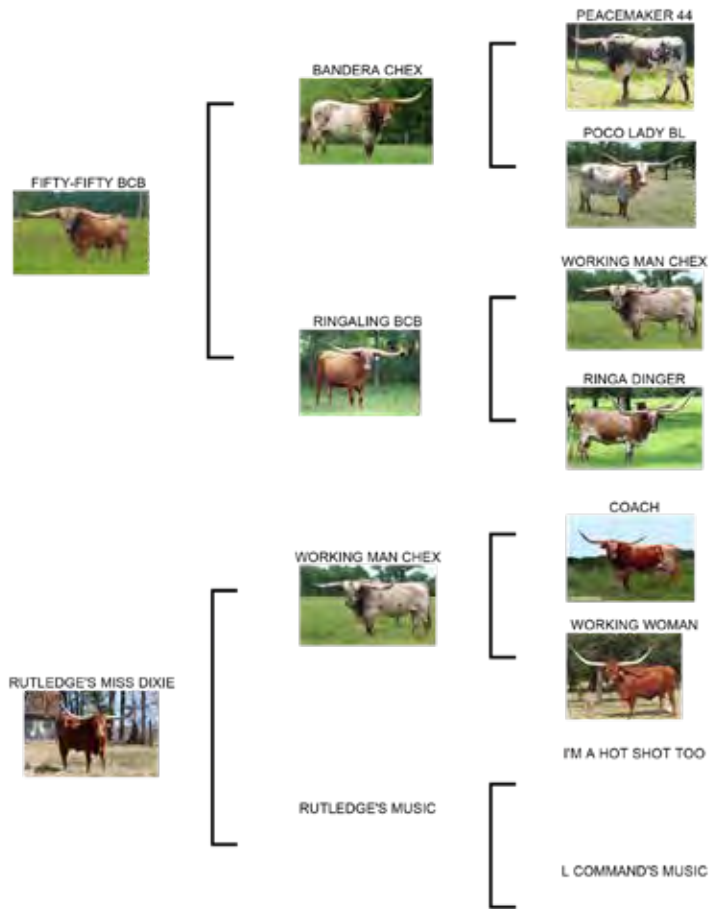 PEACEMAKER 44
BANDERA CHEX
POCO LADY BL
FIFTY-FIFTY BCB
WORKING MAN CHEX
RINGALING BCB
RINGA DINGER
COACH
WORKING MAN CHEX
WORKING WOMAN
RUTLEDGE'S MISS DIXIE
I'M A HOT SHOT TOO
RUTLEDGE'S MUSIC
L COMMAND'S MUSIC